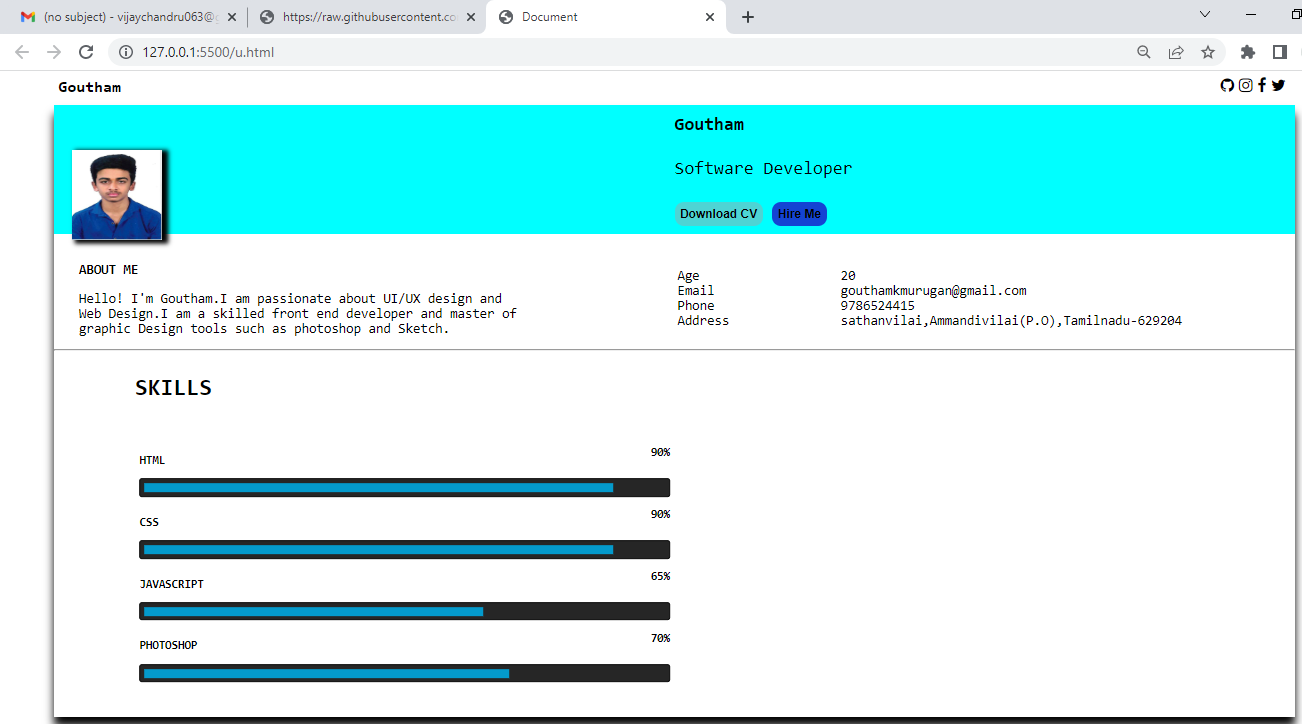 (no subject) - vijaychandru063@g
https://raw.githubusercontent.co
Document
127.0.0.1:5500/u.html
Goutham
Goutham
Software Developer
Download CV
Hire Me
ABOUT ME
Hello! I'm Goutham.I am passionate about UI/UX design and
Web Design.I am a skilled front end developer and master of
graphic Design tools such as photoshop and Sketch.
Age 20
Email gouthamkmurugan@gmail.com
Phone 9786524415
Address sathanvilai,Ammandivilai(P.O),Tamilnadu-629204
SKILLS
HTML 90%
CSS 90%
JAVASCRIPT 65%
PHOTOSHOP 70%